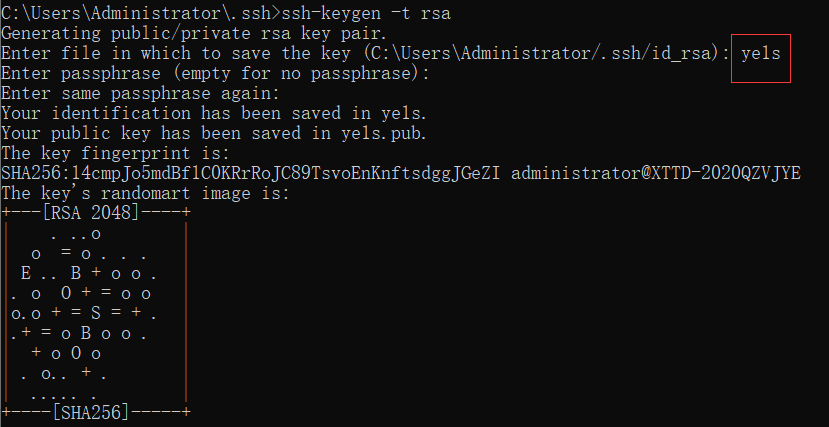 C:\Users\Administrator\.ssh>ssh-keygen -t rsa
Generating public/private rsa key pair.
Enter file in which to save the key (C:\Users\Administrator/.ssh/id_rsa): yels
Enter passphrase (empty for no passphrase):
Enter same passphrase again:
Your identification has been saved in yels.
Your public key has been saved in yels.pub.
The key fingerprint is:
SHA256:14cmpJo5mdBf1C0KRrRoJC89TsvoEnKnftsdggJGeZI administrator@XTTD-2020QZVJYE
The key's randomart image is:
+---[RSA 2048]----+
|    . ..o        |
|  o  = o . . .   |
| E .. B + o o .  |
|. o  O + = o o   |
|o.o + = S = + .  |
|.+ = o B o o .   |
|  + o O o        |
| . o.. + .       |
|  ..... .        |
+----[SHA256]-----+